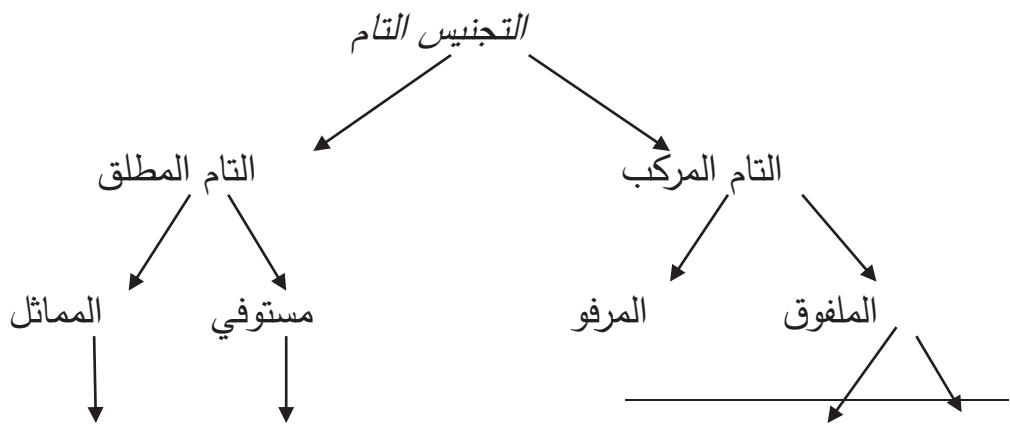 التجنيس التام
التام المركب التام المطلق
الملفوق المرفو مستوفي المماثل